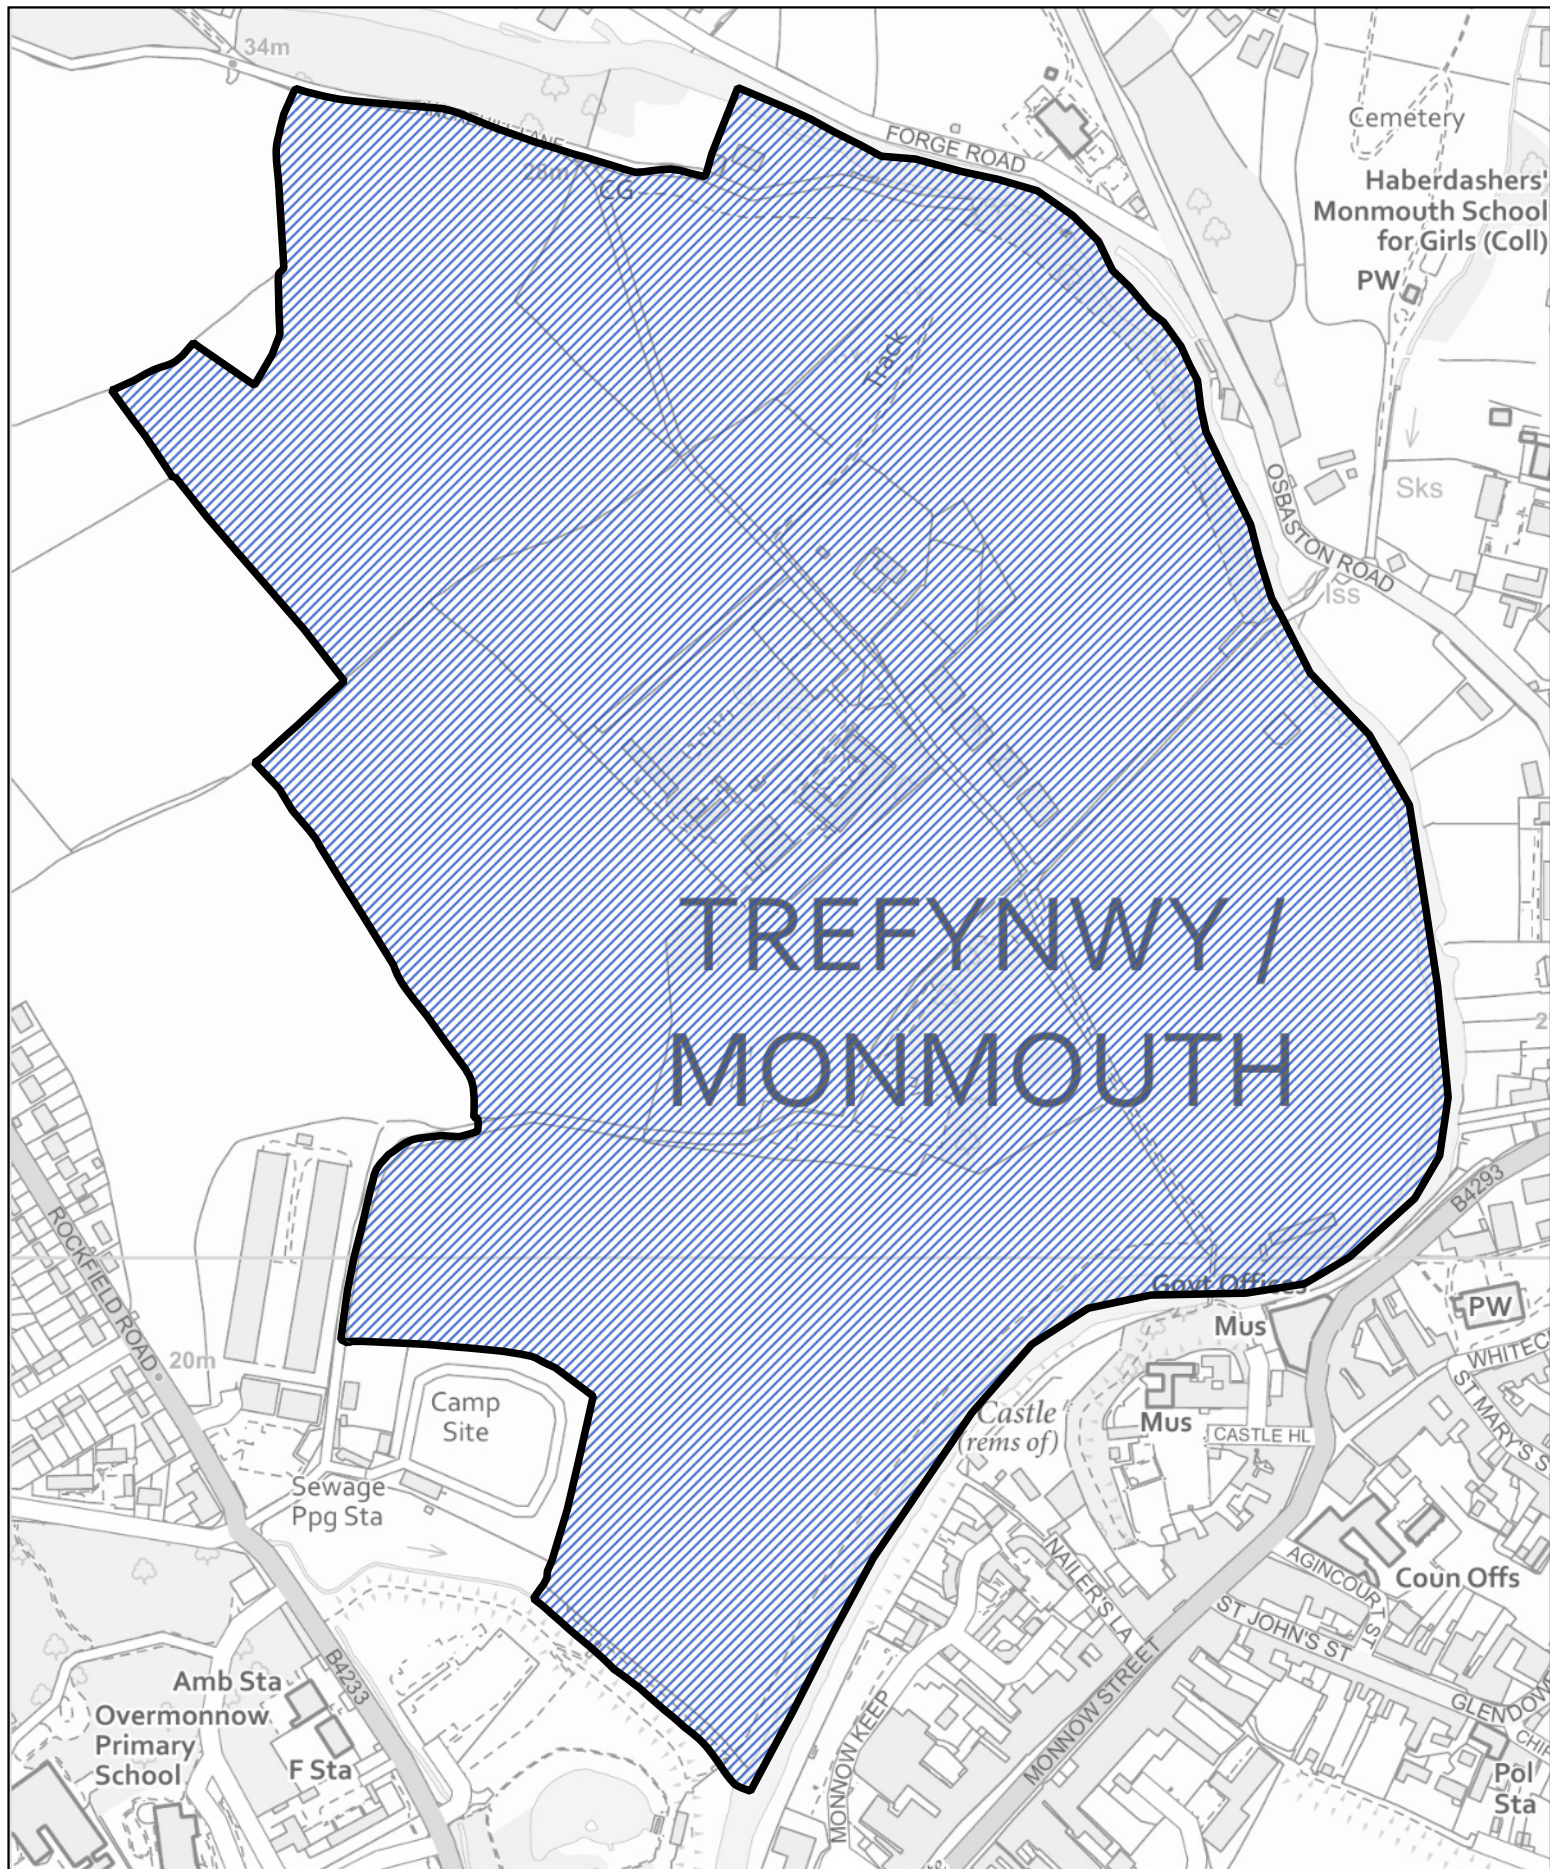 34m
FORGE ROAD
Cemetery
28m
CG
Haberdashers'
Monmouth School
for Girls (Coll)
PW
Track
OSBASTON ROAD
Sks
Iss
TREFYNWY /
MONMOUTH
B4293
ROCKFIELD ROAD
20m
Govt Offices
Mus
PW
Camp
Site
Castle
(rems of)
Mus
CASTLE HL
ST MARY'S S
Sewage
Ppg Sta
NAILER'S LA
AGINCOURT ST
Coun Offs
ST JOHN'S ST
Amb Sta
Overmonnow
Primary
School
B4233
F Sta
MONNOW KEEP
MONNOW STREET
Pol
Sta